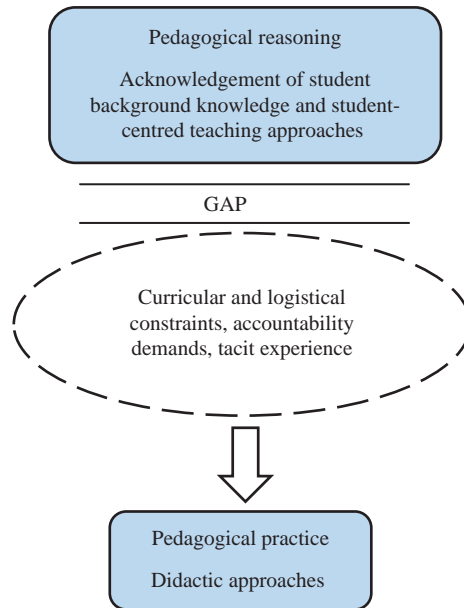 Pedagogical reasoning
Acknowledgement of student
background knowledge and student-
centred teaching approaches
GAP
Curricular and logistical
constraints, accountability
demands, tacit experience
Pedagogical practice
Didactic approaches